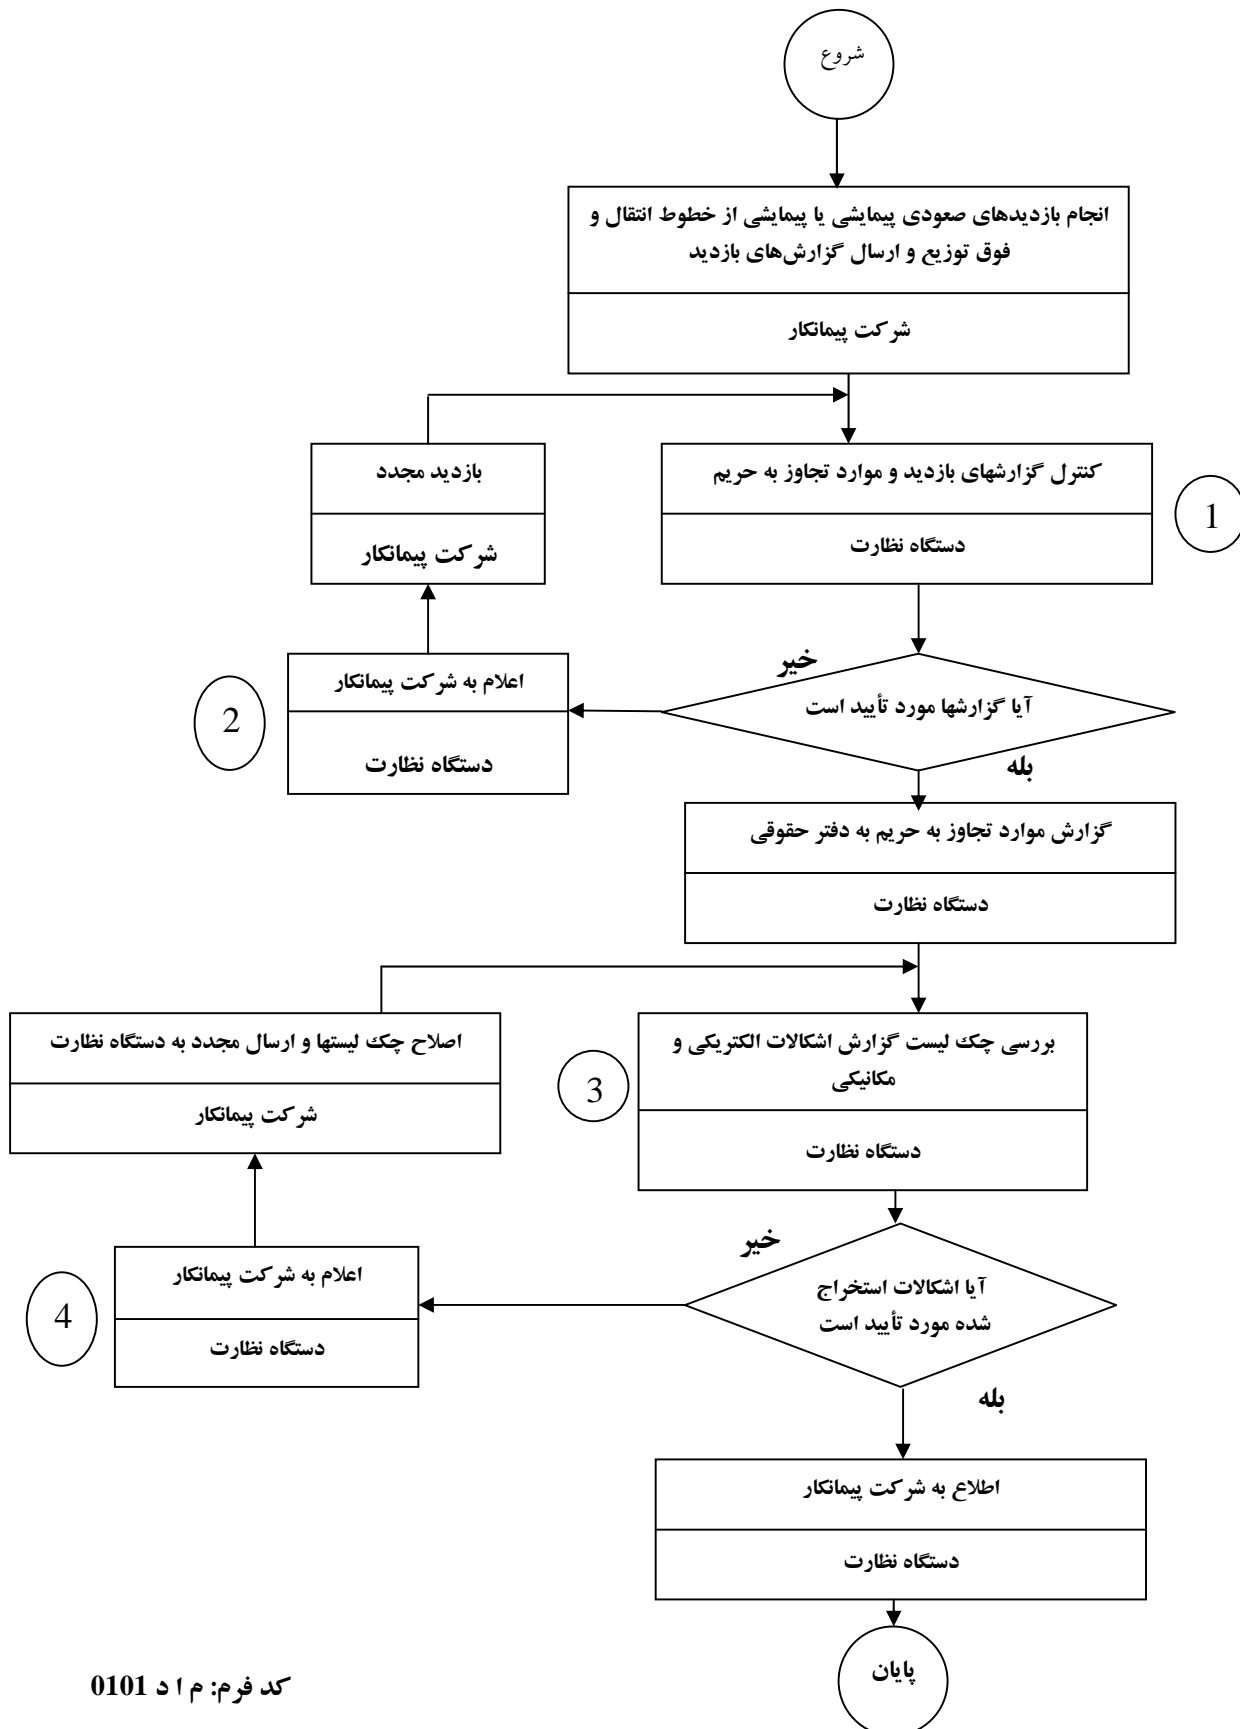 شروع
انجام بازدیدهای صعودی پیمایشی یا پیمایشی از خطوط انتقال و
فوق توزیع و ارسال گزارش‌های بازدید
شرکت پیمانکار
کنترل گزارشهای بازدید و موارد تجاوز به حریم
دستگاه نظارت
1
بازدید مجدد
شرکت پیمانکار
خیر
آیا گزارشها مورد تأیید است
بله
اعلام به شرکت پیمانکار
دستگاه نظارت
2
گزارش موارد تجاوز به حریم به دفتر حقوقی
دستگاه نظارت
بررسی چک لیست گزارش اشکالات الکتریکی و
مکانیکی
دستگاه نظارت
3
اصلاح چک لیستها و ارسال مجدد به دستگاه نظارت
شرکت پیمانکار
خیر
آیا اشکالات استخراج
شده مورد تأیید است
بله
اعلام به شرکت پیمانکار
دستگاه نظارت
4
اطلاع به شرکت پیمانکار
دستگاه نظارت
پایان
کد فرم: م ا د 0101